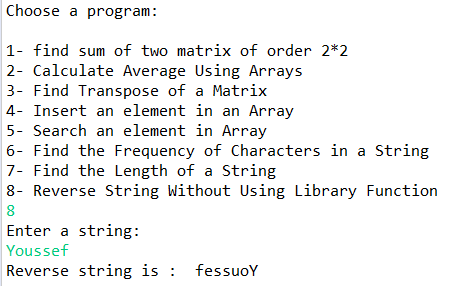 Choose a program:
1- find sum of two matrix of order 2*2
2- Calculate Average Using Arrays
3- Find Transpose of a Matrix
4- Insert an element in an Array
5- Search an element in Array
6- Find the Frequency of Characters in a String
7- Find the Length of a String
8- Reverse String Without Using Library Function
8
Enter a string:
Youssef
Reverse string is :  fessuoY